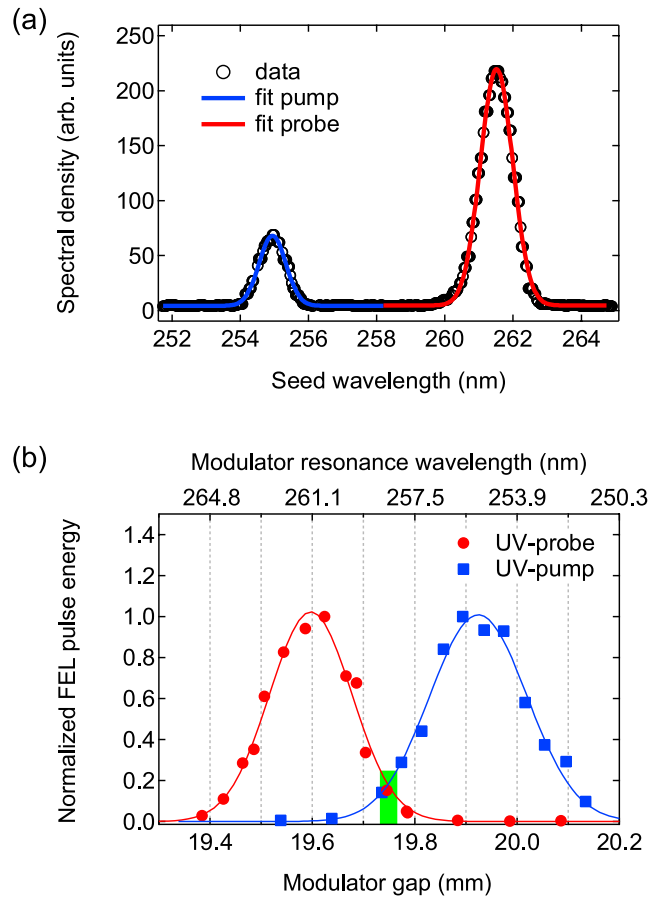 (a)
250
200
150
100
50
0
Spectral density (arb. units)
data
fit pump
fit probe
252 254 256 258 260 262 264
Seed wavelength (nm)
(b)
Modulator resonance wavelength (nm)
264.8 261.1 257.5 253.9 250.3
1.4
1.2
1.0
0.8
0.6
0.4
0.2
0.0
Normalized FEL pulse energy
UV-probe
UV-pump
19.4 19.6 19.8 20.0 20.2
Modulator gap (mm)